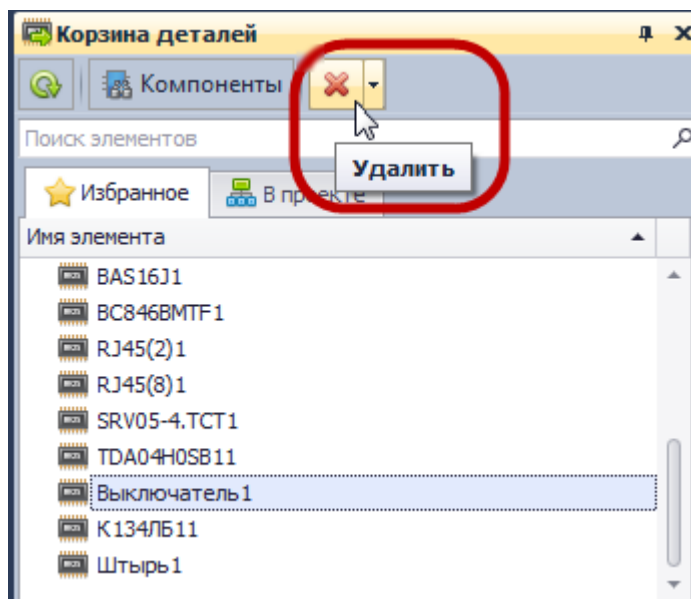 Корзина деталей
Компоненты
Поиск элементов
Удалить
Избранное
В проекте
Имя элемента
BAS16J1
BC846BMTF1
RJ45(2)1
RJ45(8)1
SRV05-4.TCT1
TDA04H0SB11
Выключатель1
К134ЛБ11
Штырь1